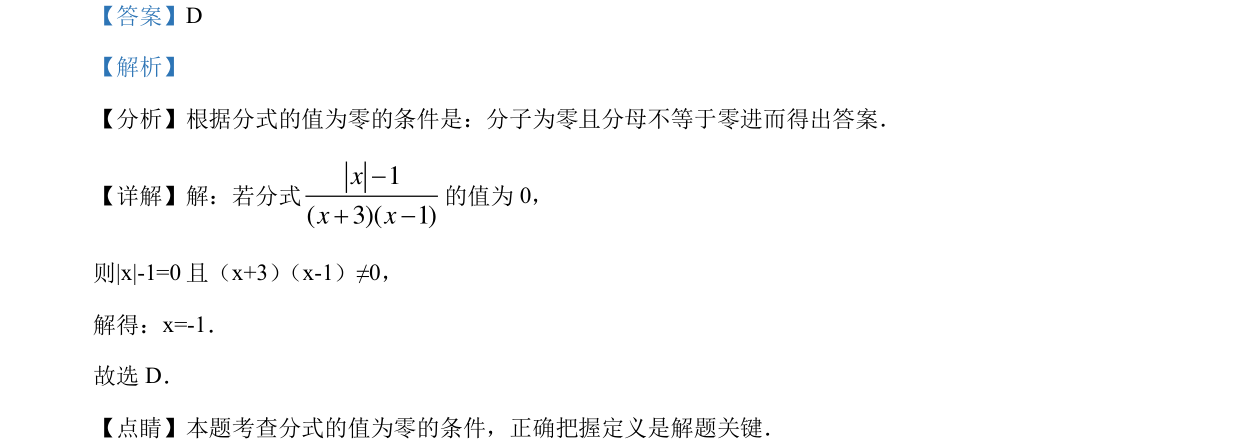 【答案】D
【解析】
【分析】根据分式的值为零的条件是：分子为零且分母不等于零进而得出答案．
【详解】解：若分式 $\frac{|x|-1}{(x+3)(x-1)}$ 的值为 0，
则|x|-1=0 且（x+3）（x-1）≠0，
解得：x=-1．
故选 D．
【点睛】本题考查分式的值为零的条件，正确把握定义是解题关键．